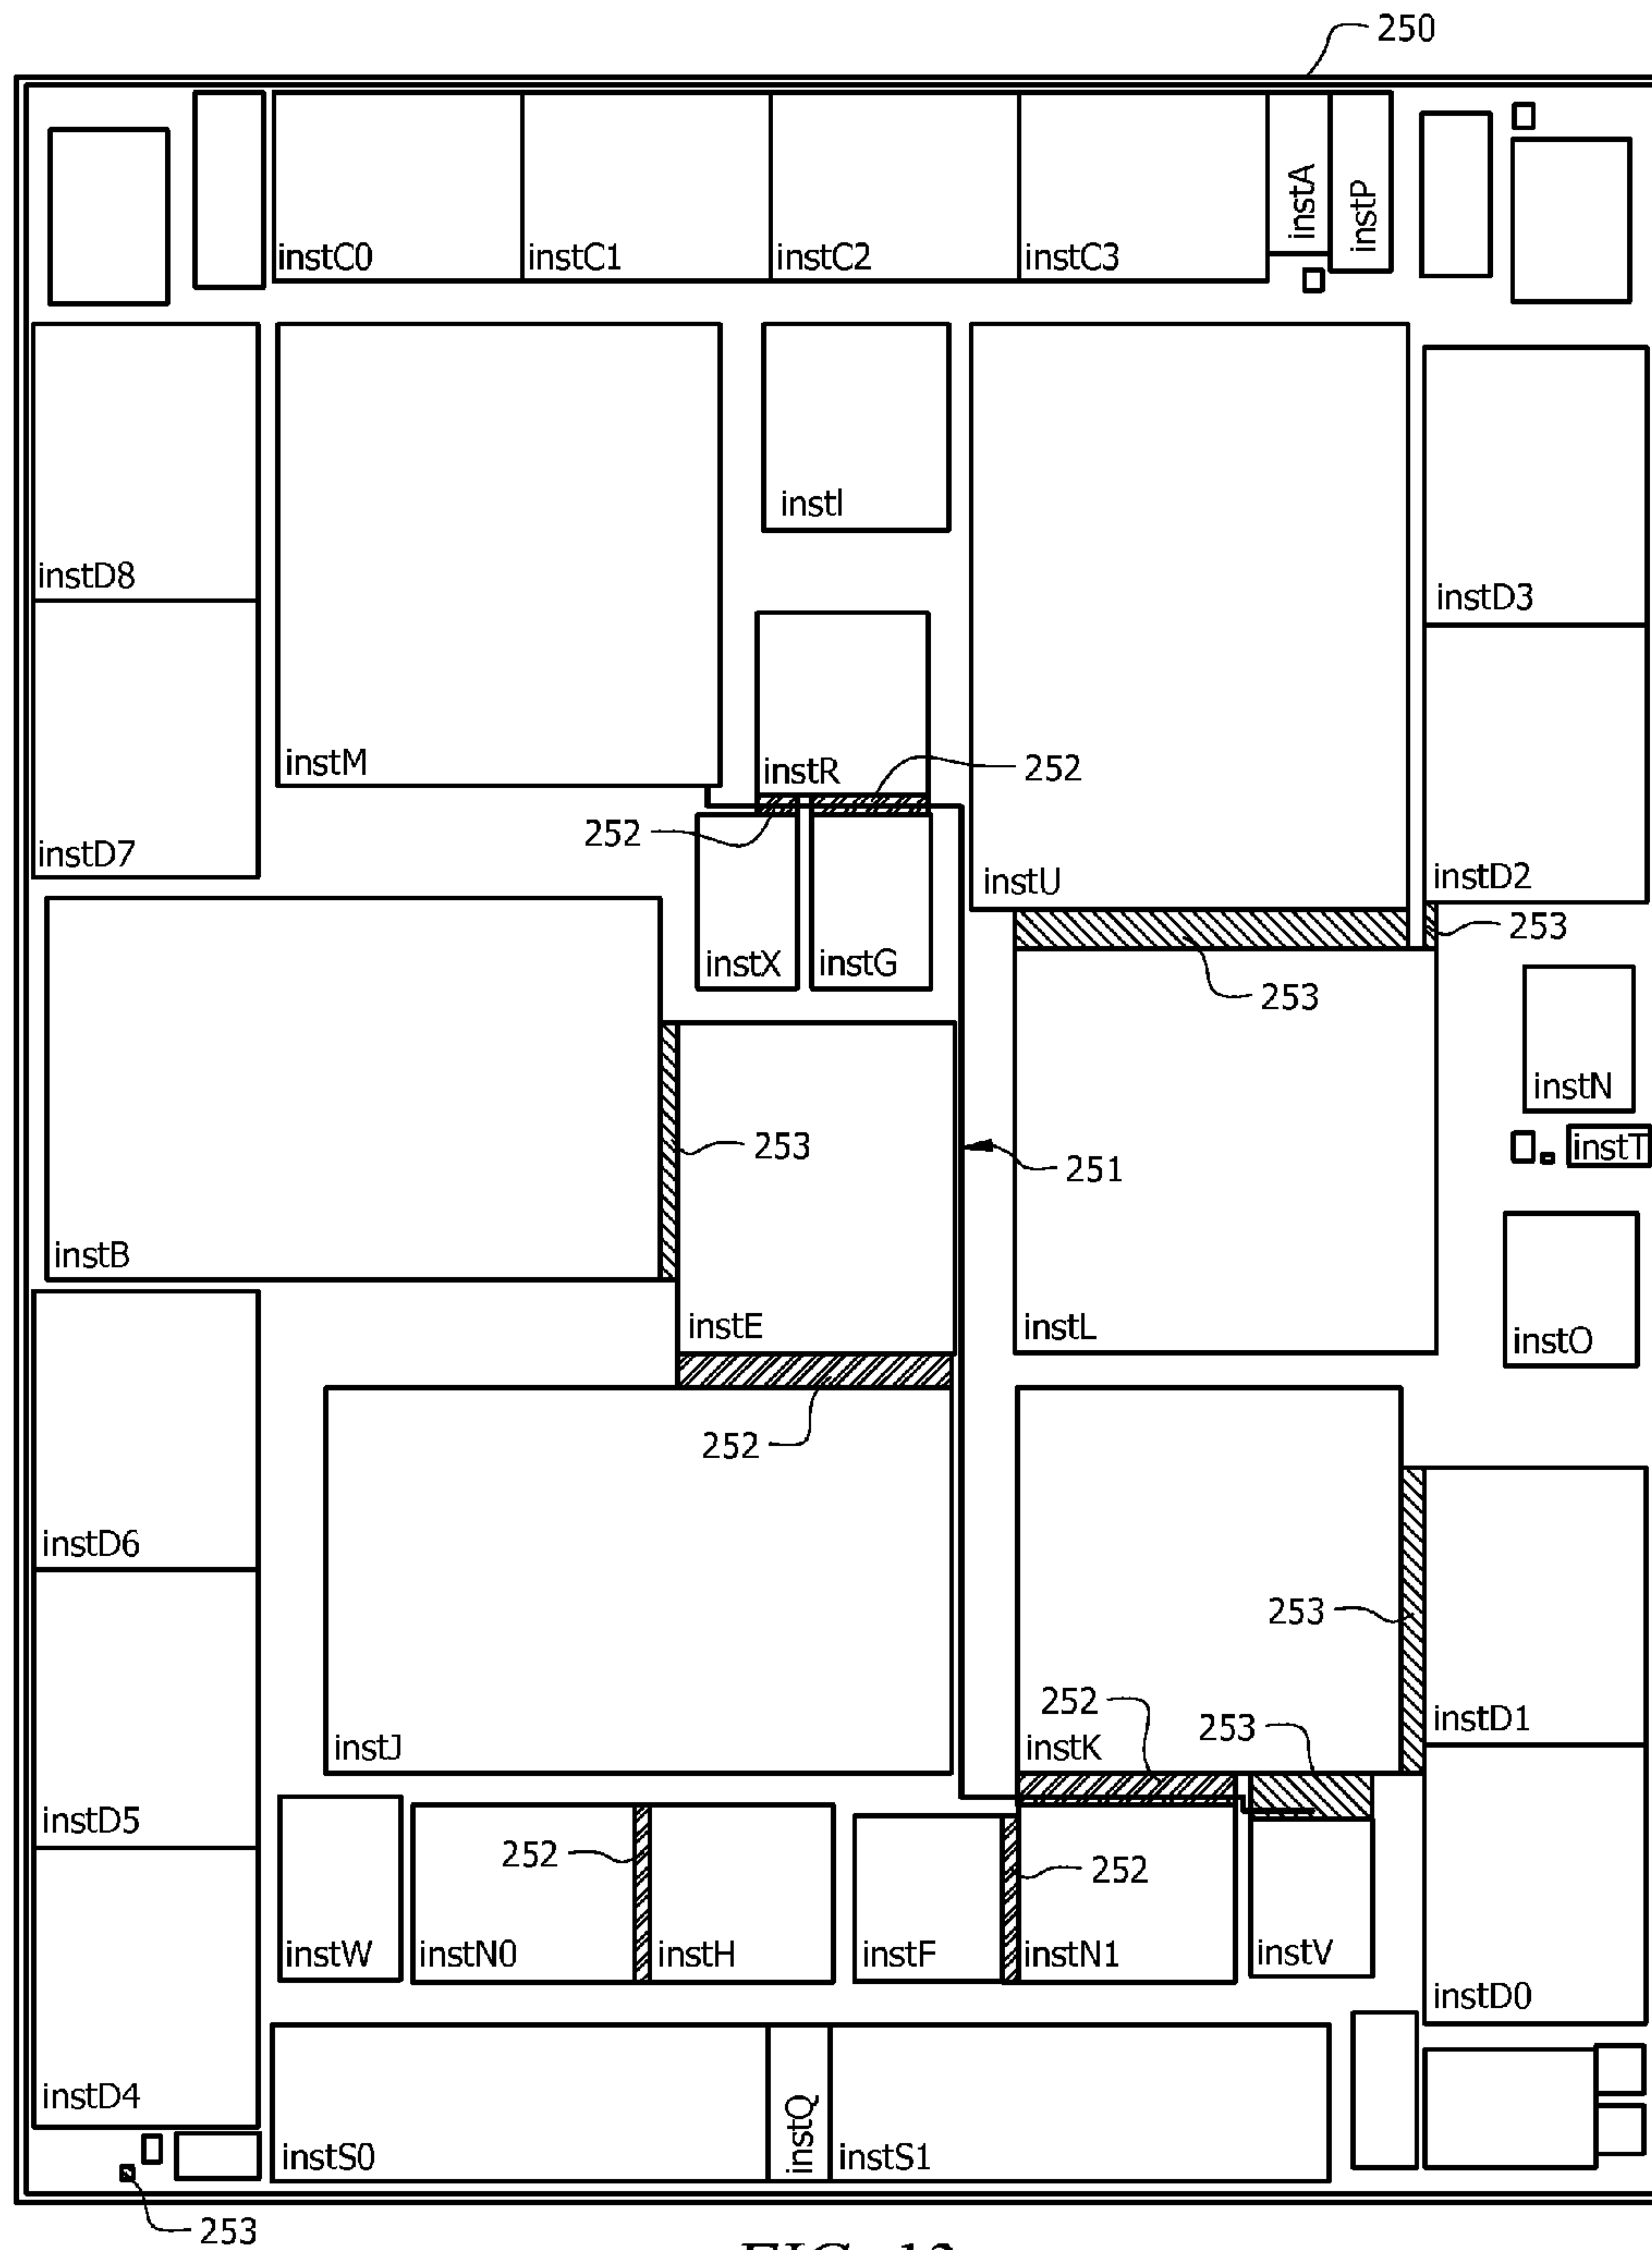 250
instA
instP
instC0
instC1
instC2
instC3
instI
instD8
instD3
instM
instR
252
252
instD7
instU
instD2
253
instX
instG
253
instN
253
instT
251
instB
instE
instL
instO
252
instD6
253
252
253
instJ
instK
instD1
instD5
252
252
instW
instN0
instH
instF
instN1
instV
instD0
instD4
instQ
instS0
instS1
253